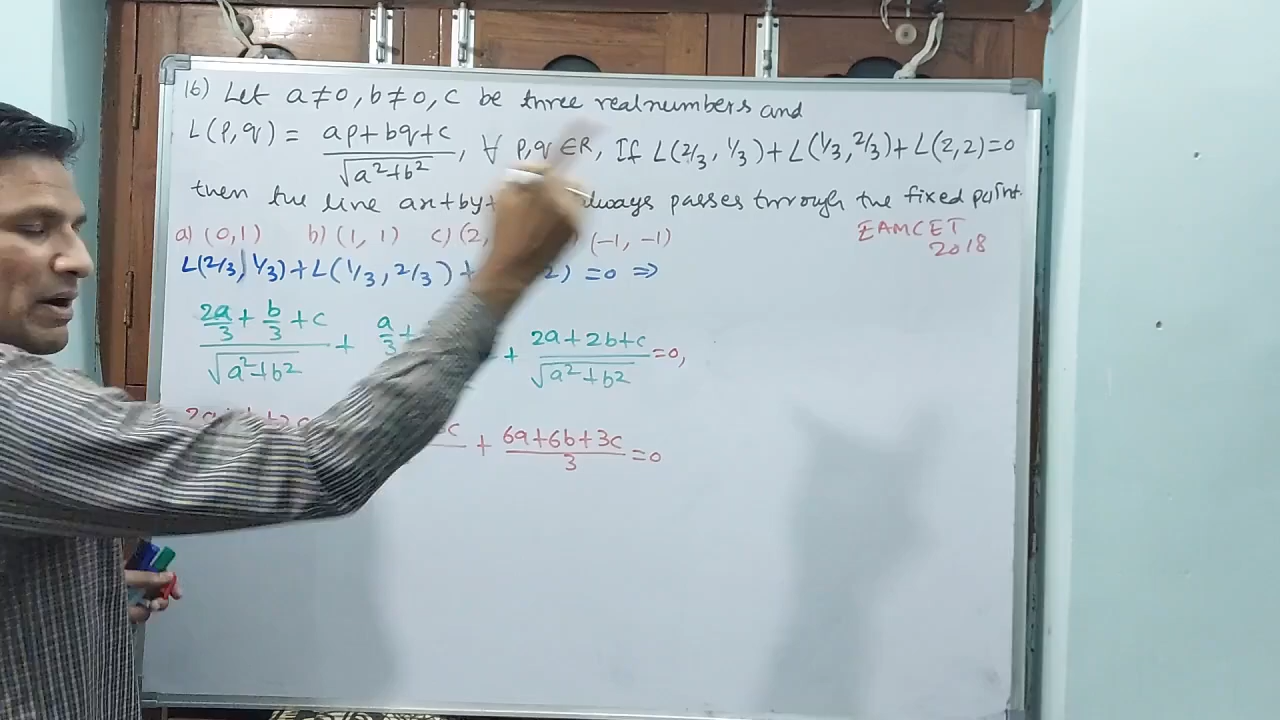 16) Let a≠0, b≠0, c be three real numbers and
L(p,q) = (ap+bq+c)/√(a²+b²), ∀ p,q ∈R, If L(2/3, 1/3)+L(1/3, 2/3)+L(2,2)=0
then the line ax+by+ always passes through the fixed point.
a) (0,1) b) (1, 1) c) (2, (-1, -1)
EAMCET
2018
L(2/3, 1/3)+L(1/3, 2/3)+ 2) =0 ⇒
(2a/3 + b/3 + c)/√(a²+b²) + a/3+ + (2a+2b+c)/√(a²+b²) =0,
+ (6a+6b+3c)/3 =0